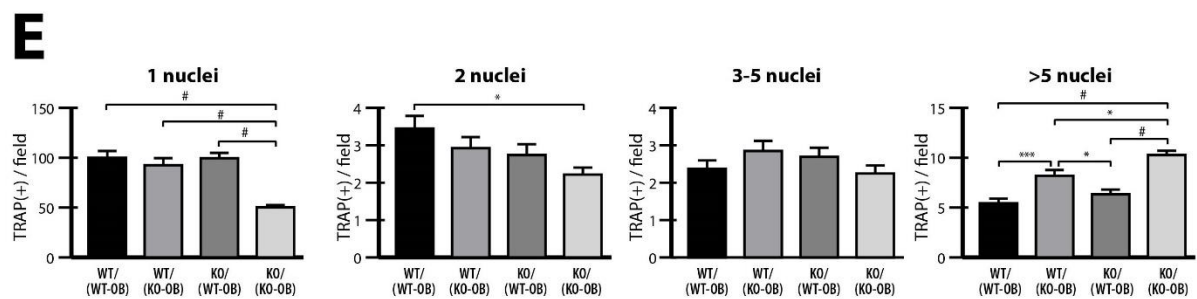 E
1 nuclei
#
#
#
150
100
50
0
TRAP(+) / field
WT/
(WT-OB)
WT/
(KO-OB)
KO/
(WT-OB)
KO/
(KO-OB)
2 nuclei
*
4
3
2
1
0
TRAP(+) / field
WT/
(WT-OB)
WT/
(KO-OB)
KO/
(WT-OB)
KO/
(KO-OB)
3-5 nuclei
4
3
2
1
0
TRAP(+) / field
WT/
(WT-OB)
WT/
(KO-OB)
KO/
(WT-OB)
KO/
(KO-OB)
>5 nuclei
#
*
#
***
*
15
10
5
0
TRAP(+) / field
WT/
(WT-OB)
WT/
(KO-OB)
KO/
(WT-OB)
KO/
(KO-OB)